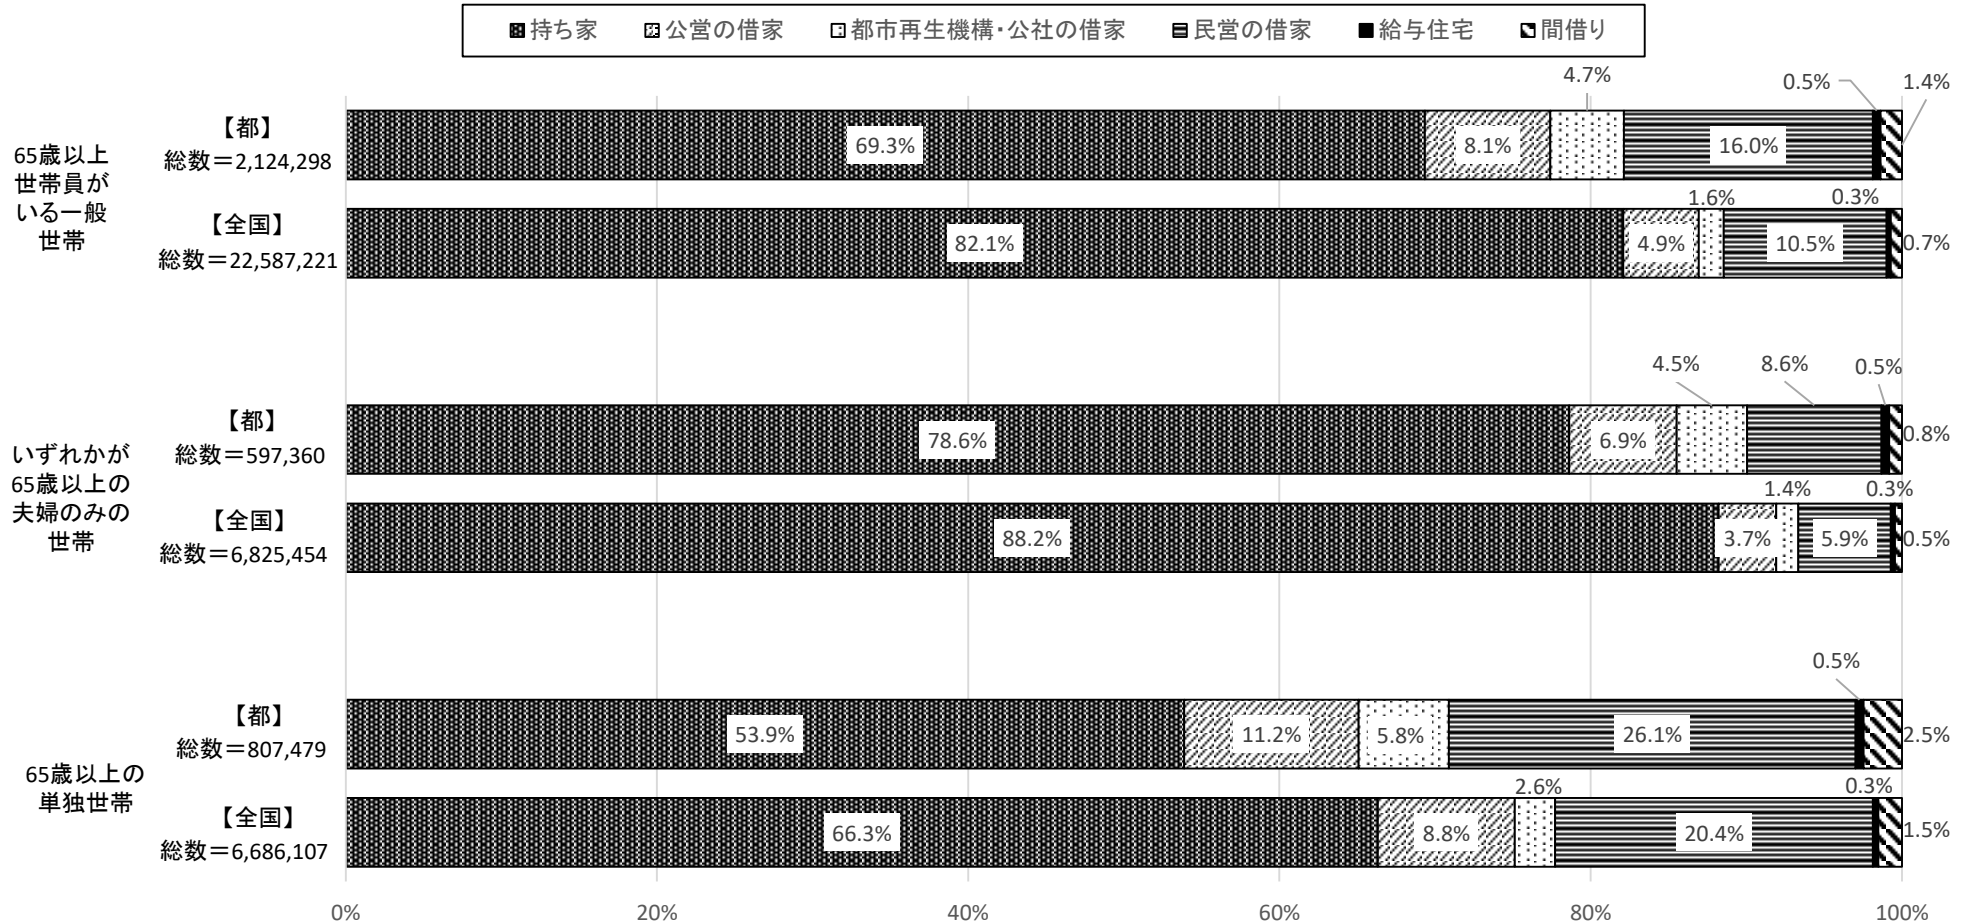 持ち家 公営の借家 都市再生機構・公社の借家 民営の借家 給与住宅 間借り
65歳以上
世帯員が
いる一般
世帯
【都】
総数＝2,124,298
69.3% 8.1% 4.7% 16.0% 0.5% 1.4%
【全国】
総数＝22,587,221
82.1% 4.9% 1.6% 10.5% 0.3% 0.7%
いずれかが
65歳以上の
夫婦のみの
世帯
【都】
総数＝597,360
78.6% 6.9% 4.5% 8.6% 0.5% 0.8%
【全国】
総数＝6,825,454
88.2% 3.7% 1.4% 5.9% 0.3% 0.5%
65歳以上の
単独世帯
【都】
総数＝807,479
53.9% 11.2% 5.8% 26.1% 0.5% 2.5%
【全国】
総数＝6,686,107
66.3% 8.8% 2.6% 20.4% 0.3% 1.5%
0% 20% 40% 60% 80% 100%